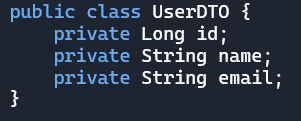 public class UserDTO {
    private Long id;
    private String name;
    private String email;
}